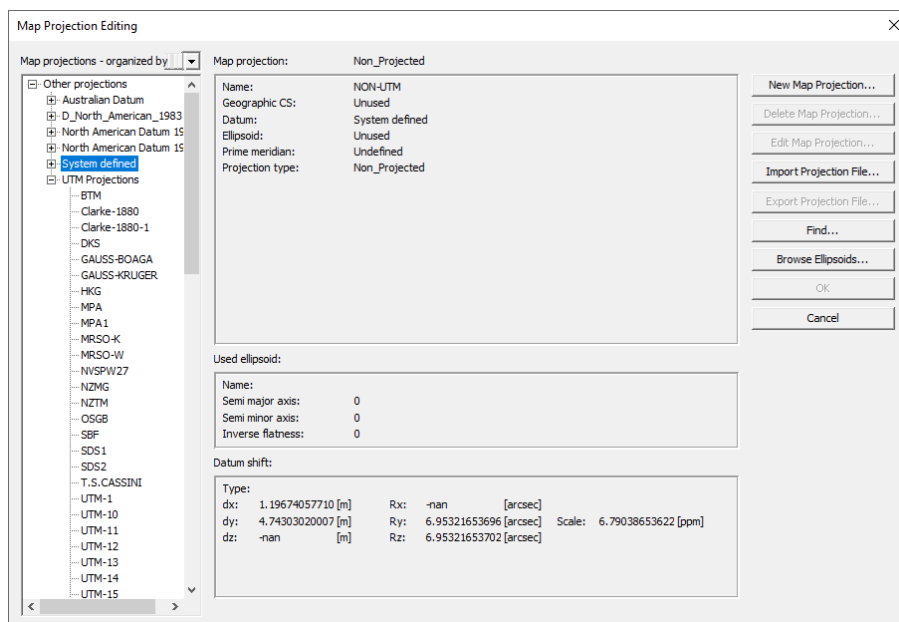 Map Projection Editing
Map projections - organized by
Other projections
Australian Datum
D_North_American_1983
North American Datum 19
North American Datum 19
System defined
UTM Projections
BTM
Clarke-1880
Clarke-1880-1
DKS
GAUSS-BOAGA
GAUSS-KRUGER
HKG
MPA
MPA1
MRSO-K
MRSO-W
NVSPW27
NZMG
NZTM
OSGB
SBF
SDS1
SDS2
T.S.CASSINI
UTM-1
UTM-10
UTM-11
UTM-12
UTM-13
UTM-14
UTM-15
Map projection: Non_Projected
Name: NON-UTM
Geographic CS: Unused
Datum: System defined
Ellipsoid: Unused
Prime meridian: Undefined
Projection type: Non_Projected
Used ellipsoid:
Name:
Semi major axis: 0
Semi minor axis: 0
Inverse flatness: 0
Datum shift:
Type:
dx: 1.19674057710 [m] Rx: -nan [arcsec]
dy: 4.74303020007 [m] Ry: 6.95321653696 [arcsec] Scale: 6.79038653622 [ppm]
dz: -nan [m] Rz: 6.95321653702 [arcsec]
New Map Projection...
Delete Map Projection...
Edit Map Projection...
Import Projection File...
Export Projection File...
Find...
Browse Ellipsoids...
OK
Cancel